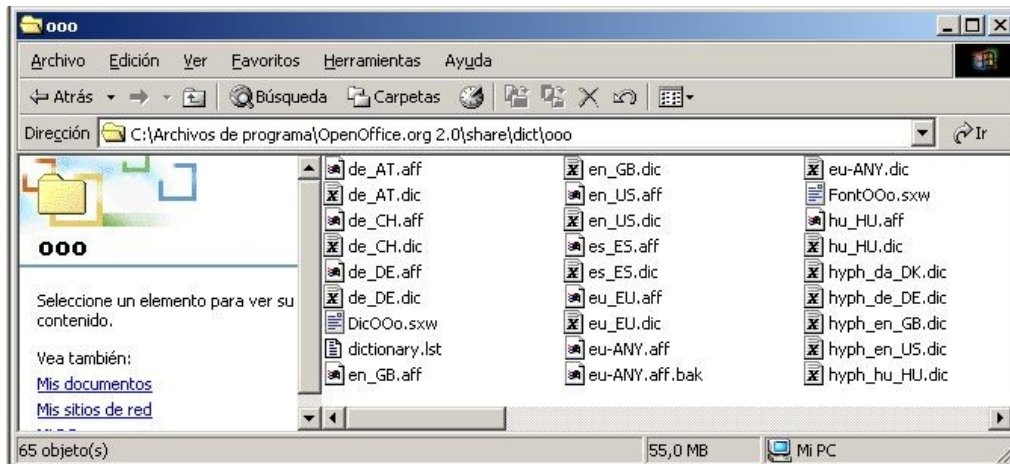 ooo
Archivo Edición Ver Favoritos Herramientas Ayuda
Atrás Búsqueda Carpetas
Dirección C:\Archivos de programa\OpenOffice.org 2.0\share\dict\ooo Ir
ooo
Seleccione un elemento para ver su
contenido.
Vea también:
Mis documentos
Mis sitios de red
de_AT.aff
de_AT.dic
de_CH.aff
de_CH.dic
de_DE.aff
de_DE.dic
DicOOo.sxw
dictionary.lst
en_GB.aff
en_GB.dic
en_US.aff
en_US.dic
es_ES.aff
es_ES.dic
eu_EU.aff
eu_EU.dic
eu-ANY.aff
eu-ANY.aff.bak
eu-ANY.dic
FontOOo.sxw
hu_HU.aff
hu_HU.dic
hyph_da_DK.dic
hyph_de_DE.dic
hyph_en_GB.dic
hyph_en_US.dic
hyph_hu_HU.dic
65 objeto(s) 55,0 MB Mi PC